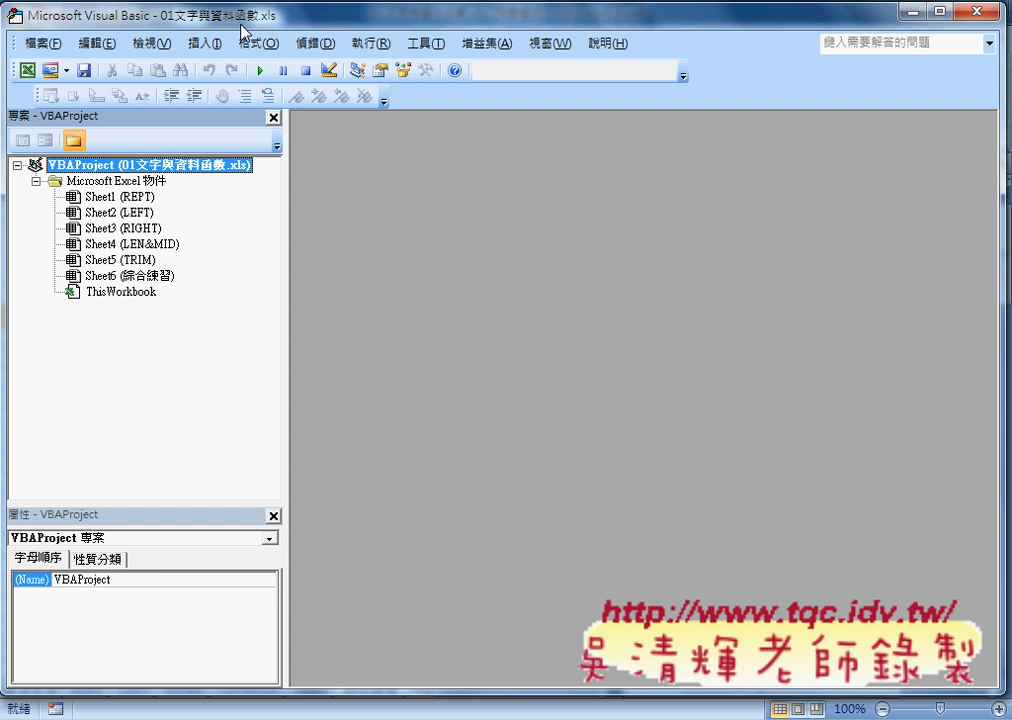 Microsoft Visual Basic - 01文字與資料函數.xls
檔案(F) 編輯(E) 檢視(V) 插入(I) 格式(O) 偵錯(D) 執行(R) 工具(T) 增益集(A) 視窗(W) 說明(H) 鍵入需要解答的問題
專案 - VBAProject
VBAProject (01文字與資料函數.xls)
Microsoft Excel 物件
Sheet1 (REPT)
Sheet2 (LEFT)
Sheet3 (RIGHT)
Sheet4 (LEN&MID)
Sheet5 (TRIM)
Sheet6 (綜合練習)
ThisWorkbook
屬性 - VBAProject
VBAProject 專案
字母順序 性質分類
(Name) VBAProject
http://www.tqc.idv.tw/
吳清輝老師錄製
就緒 100%